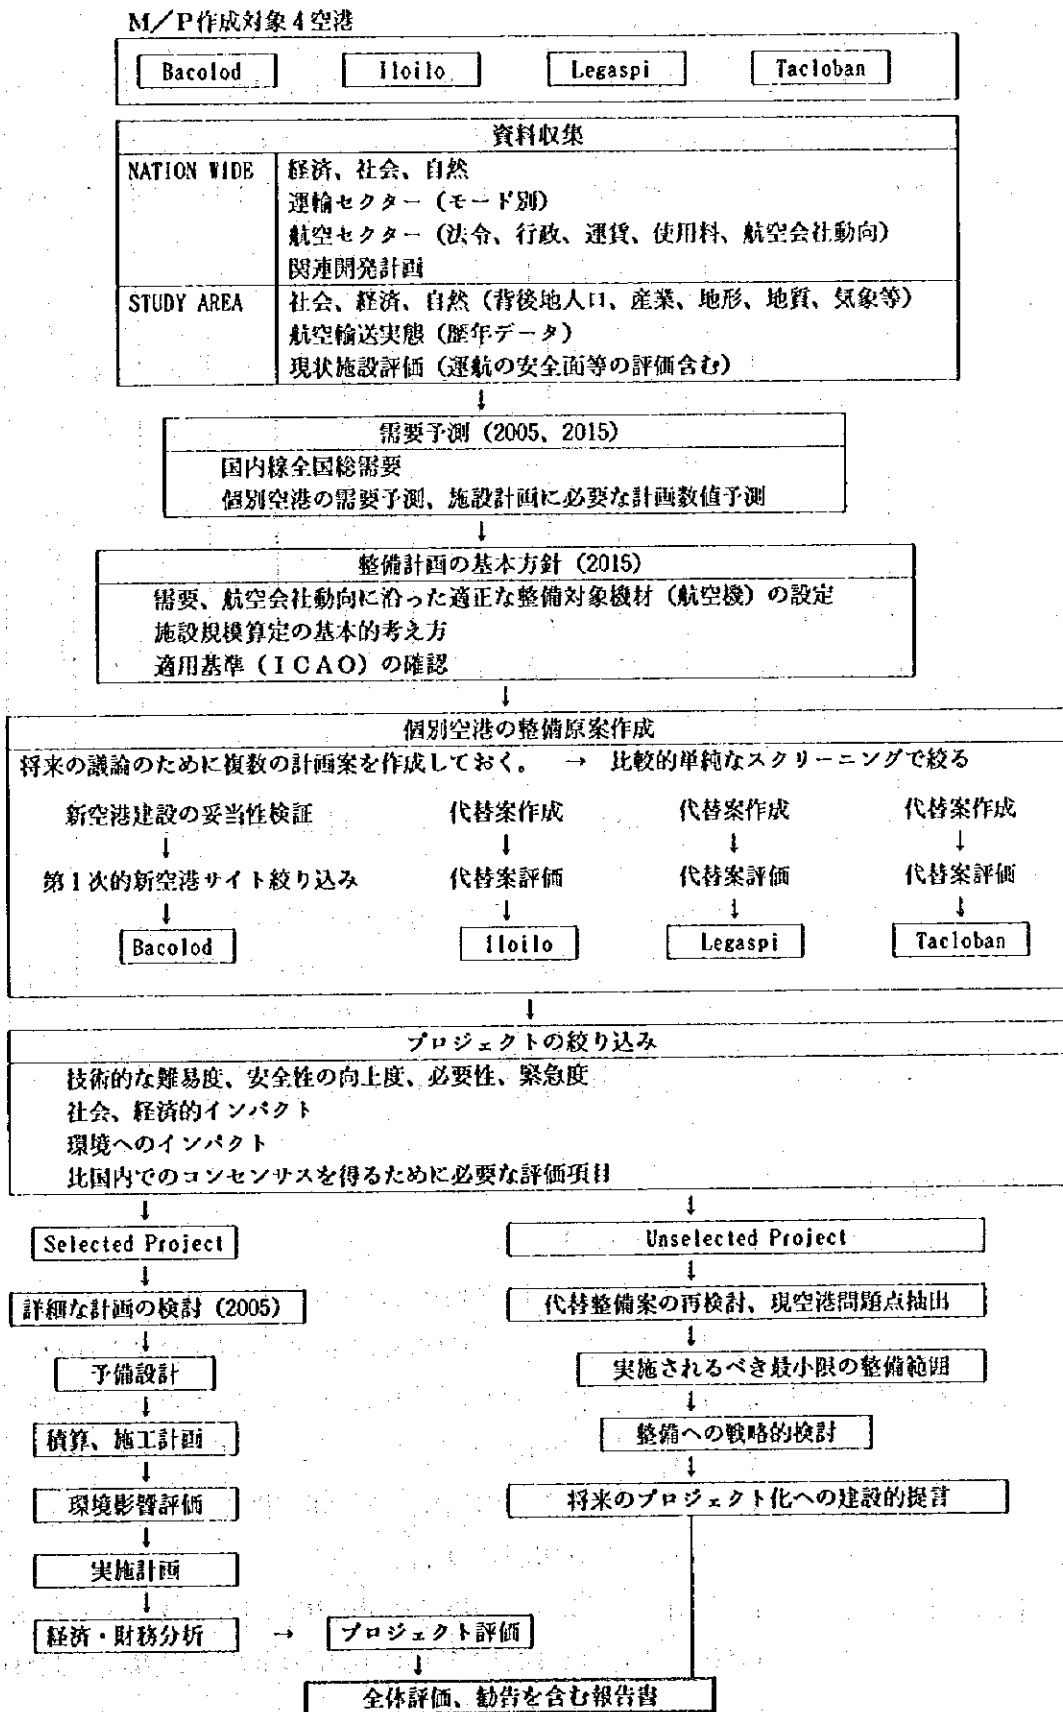 M／P作成対象4空港
Bacolod Iloilo Legaspi Tacloban
資料収集
NATION WIDE 経済、社会、自然
運輸セクター（モード別）
航空セクター（法令、行政、運賃、使用料、航空会社動向）
関連開発計画
STUDY AREA 社会、経済、自然（背後地人口、産業、地形、地質、気象等）
航空輸送実態（歴年データ）
現状施設評価（運航の安全面等の評価含む）
↓
需要予測（2005、2015）
国内線全国総需要
個別空港の需要予測、施設計画に必要な計画数値予測
↓
整備計画の基本方針（2015）
需要、航空会社動向に沿った適正な整備対象機材（航空機）の設定
施設規模算定の基本的考え方
適用基準（ICAO）の確認
↓
個別空港の整備原案作成
将来の議論のために複数の計画案を作成しておく。 → 比較的単純なスクリーニングで絞る
新空港建設の妥当性検証 代替案作成 代替案作成 代替案作成
↓ ↓ ↓ ↓
第1次的新空港サイト絞り込み 代替案評価 代替案評価 代替案評価
↓ ↓ ↓ ↓
Bacolod Iloilo Legaspi Tacloban
↓
プロジェクトの絞り込み
技術的な難易度、安全性の向上度、必要性、緊急度
社会、経済的インパクト
環境へのインパクト
比国内でのコンセンサスを得るために必要な評価項目
↓ ↓
Selected Project Unselected Project
↓ ↓
詳細な計画の検討（2005） 代替整備案の再検討、現空港問題点抽出
↓ ↓
予備設計 実施されるべき最小限の整備範囲
↓ ↓
積算、施工計画 整備への戦略的検討
↓ ↓
環境影響評価 将来のプロジェクト化への建設的提言
↓
実施計画
↓
経済・財務分析 → プロジェクト評価
↓
全体評価、勧告を含む報告書